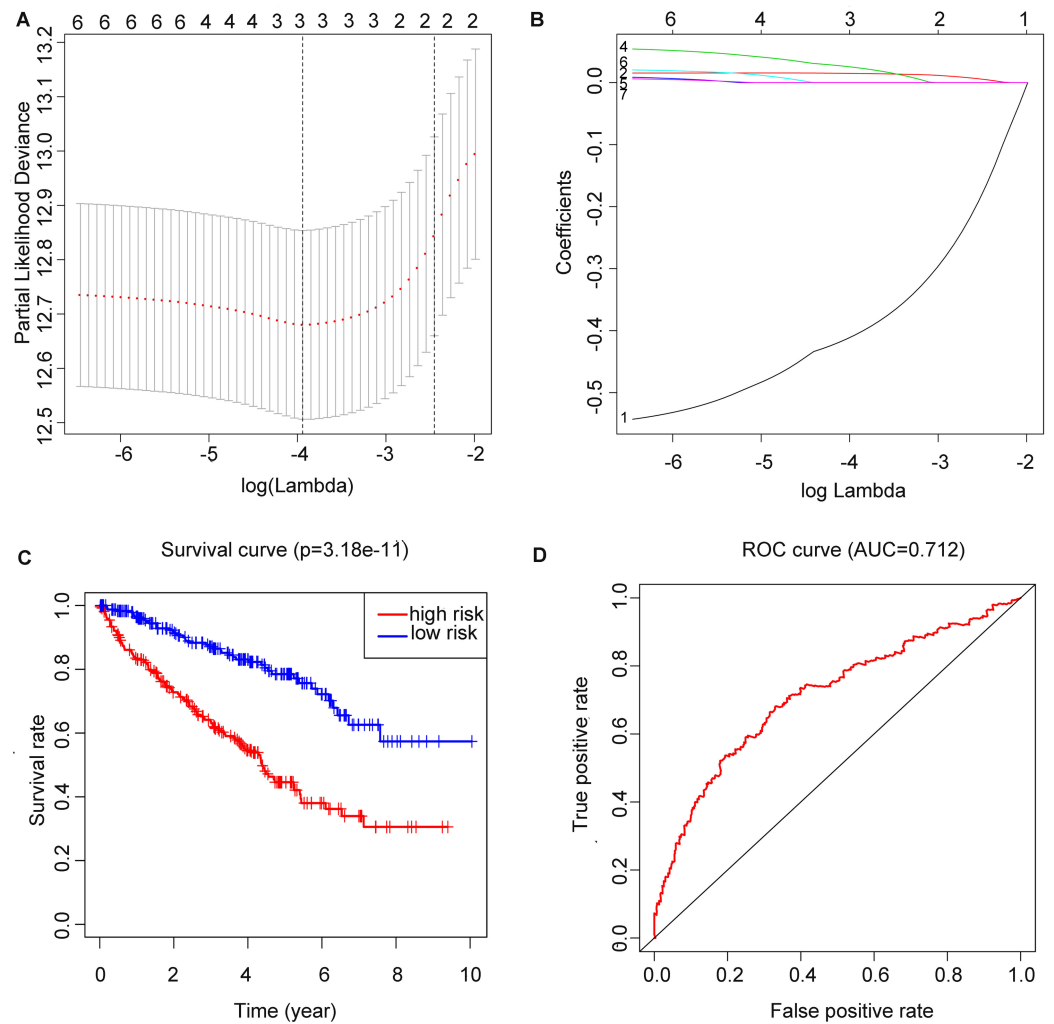 A
6 6 6 6 6 4 4 4 3 3 3 3 3 2 2 2 2
Partial Likelihood Deviance
13.2
13.1
13.0
12.9
12.8
12.7
12.6
12.5
-6 -5 -4 -3 -2
log(Lambda)
B
6 4 3 2 1
Coefficients
0.0
-0.1
-0.2
-0.3
-0.4
-0.5
4
6
2
5
7
1
-6 -5 -4 -3 -2
log Lambda
C
Survival curve (p=3.18e-11)
high risk
low risk
Survival rate
1.0
0.8
0.6
0.4
0.2
0.0
0 2 4 6 8 10
Time (year)
D
ROC curve (AUC=0.712)
True positive rate
1.0
0.8
0.6
0.4
0.2
0.0
0.0 0.2 0.4 0.6 0.8 1.0
False positive rate